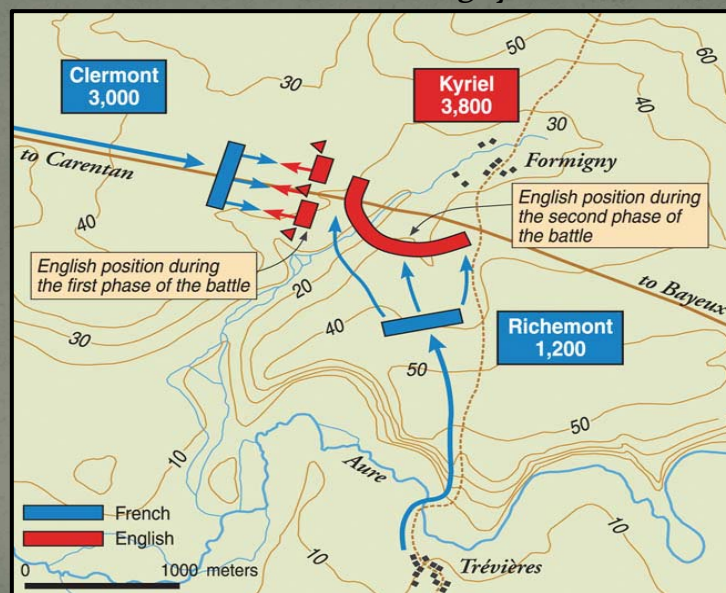 50
60
Clermont
3,000
30
Kyriel
3,800
40
30
to Carentan
Formigny
English position during
the second phase of
the battle
40
English position during
the first phase of the battle
20
to Bayeux
30
40
Richemont
1,200
50
50
10
Aure
French
English
10
10
0 1000 meters
Trévières